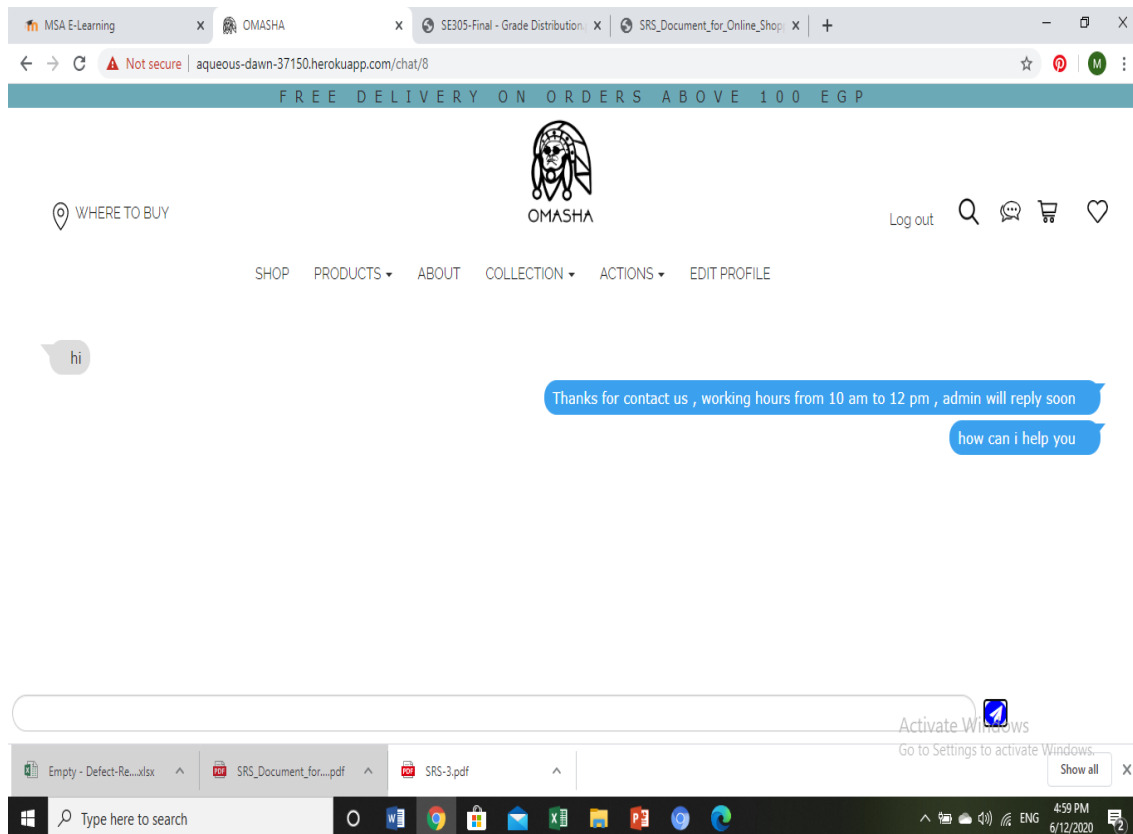 MSA E-Learning
OMASHA
SE305-Final - Grade Distribution
SRS_Document_for_Online_Shop
Not secure
aqueous-dawn-37150.herokuapp.com/chat/8
M
FREE DELIVERY ON ORDERS ABOVE 100 EGP
OMASHA
WHERE TO BUY
Log out
SHOP PRODUCTS ABOUT COLLECTION ACTIONS EDIT PROFILE
hi
Thanks for contact us , working hours from 10 am to 12 pm , admin will reply soon
how can i help you
Activate Windows
Go to Settings to activate Windows.
Empty - Defect-Re....xlsx
SRS_Document_for....pdf
SRS-3.pdf
Show all
Type here to search
ENG
4:59 PM
6/12/2020
2